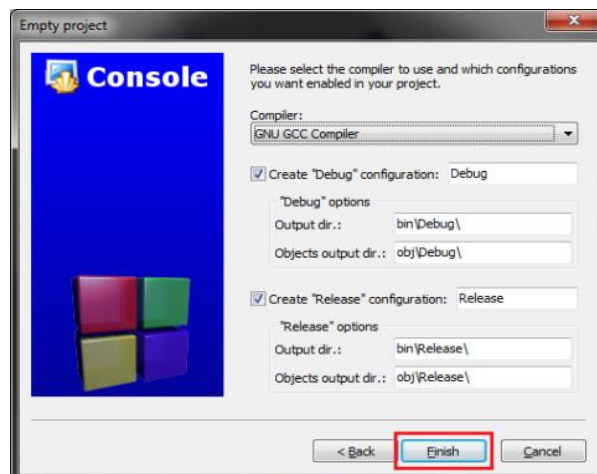 Empty project
Console
Please select the compiler to use and which configurations
you want enabled in your project.
Compiler:
GNU GCC Compiler
Create "Debug" configuration: Debug
"Debug" options
Output dir.: bin\Debug\
Objects output dir.: obj\Debug\
Create "Release" configuration: Release
"Release" options
Output dir.: bin\Release\
Objects output dir.: obj\Release\
< Back Finish Cancel